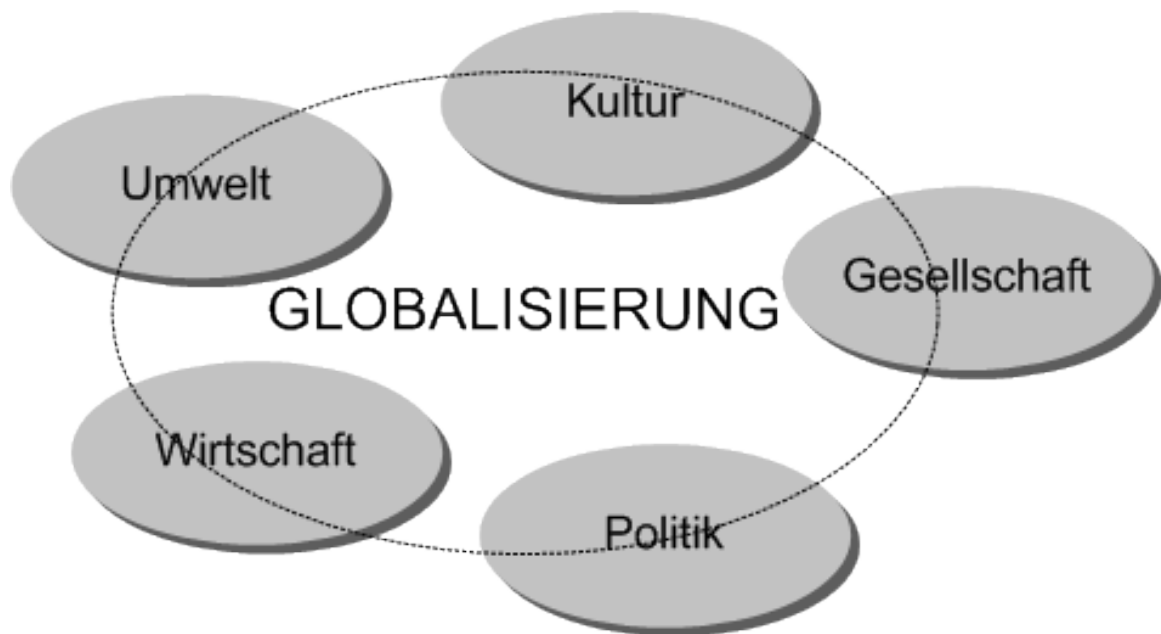 Kultur
Umwelt
Gesellschaft
GLOBALISIERUNG
Wirtschaft
Politik